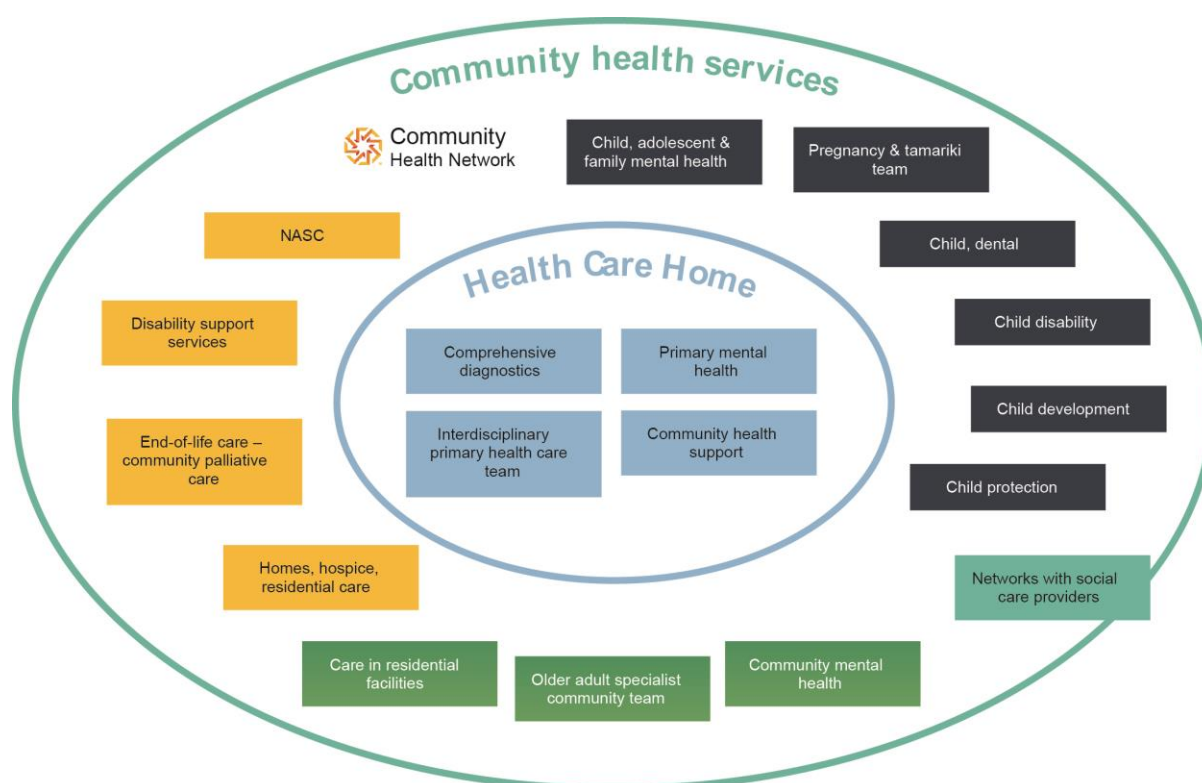 Community health services
Community
Health Network
Child, adolescent &
family mental health
Pregnancy & tamariki
team
NASC
Child, dental
Health Care Home
Disability support
services
Child disability
Comprehensive
diagnostics
Primary mental
health
Child development
End-of-life care –
community palliative
care
Interdisciplinary
primary health care
team
Community health
support
Child protection
Homes, hospice,
residential care
Networks with social
care providers
Care in residential
facilities
Older adult specialist
community team
Community mental
health